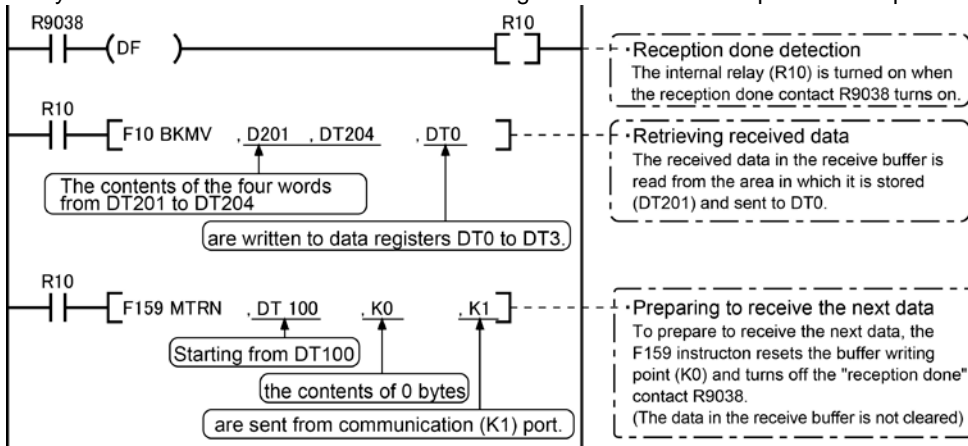 R9038
R10
DF
·Reception done detection
The internal relay (R10) is turned on when
the reception done contact R9038 turns on.
R10
F10 BKMV , D201 , DT204 , DT0
The contents of the four words
from DT201 to DT204
are written to data registers DT0 to DT3.
·Retrieving received data
The received data in the receive buffer is
read from the area in which it is stored
(DT201) and sent to DT0.
R10
F159 MTRN , DT 100 , K0 , K1
Starting from DT100
the contents of 0 bytes
are sent from communication (K1) port.
·Preparing to receive the next data
To prepare to receive the next data, the
F159 instructon resets the buffer writing
point (K0) and turns off the "reception done"
contact R9038.
(The data in the receive buffer is not cleared)